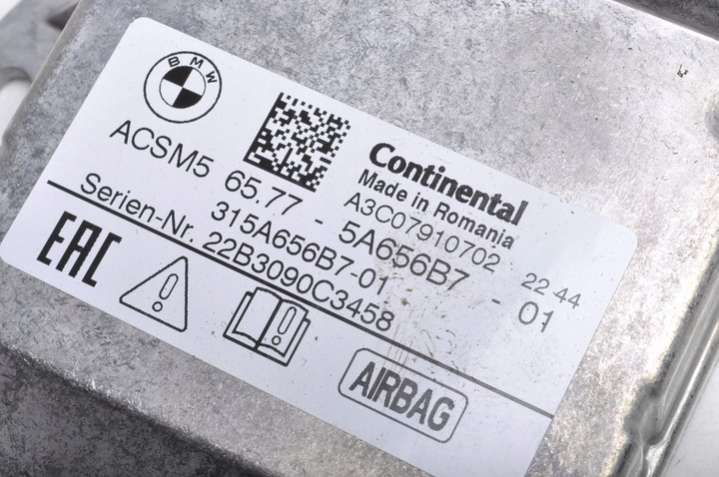 BMW
Continental
Made in Romania
A3C07910702 22 44
ACSM5 65.77 - 5A656B7 - 01
315A656B7-01
Serien-Nr. 22B3090C3458
EAC
AIRBAG